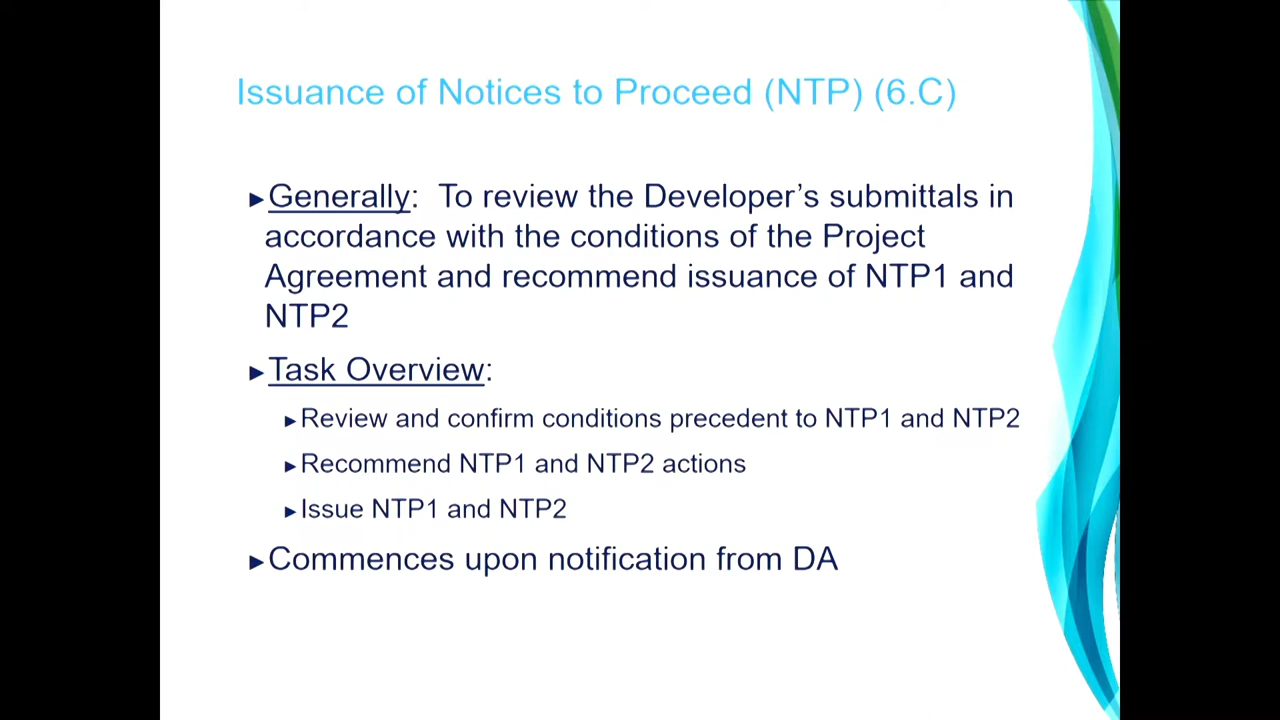 Issuance of Notices to Proceed (NTP) (6.C)
►Generally: To review the Developer’s submittals in
accordance with the conditions of the Project
Agreement and recommend issuance of NTP1 and
NTP2
►Task Overview:
►Review and confirm conditions precedent to NTP1 and NTP2
►Recommend NTP1 and NTP2 actions
►Issue NTP1 and NTP2
►Commences upon notification from DA